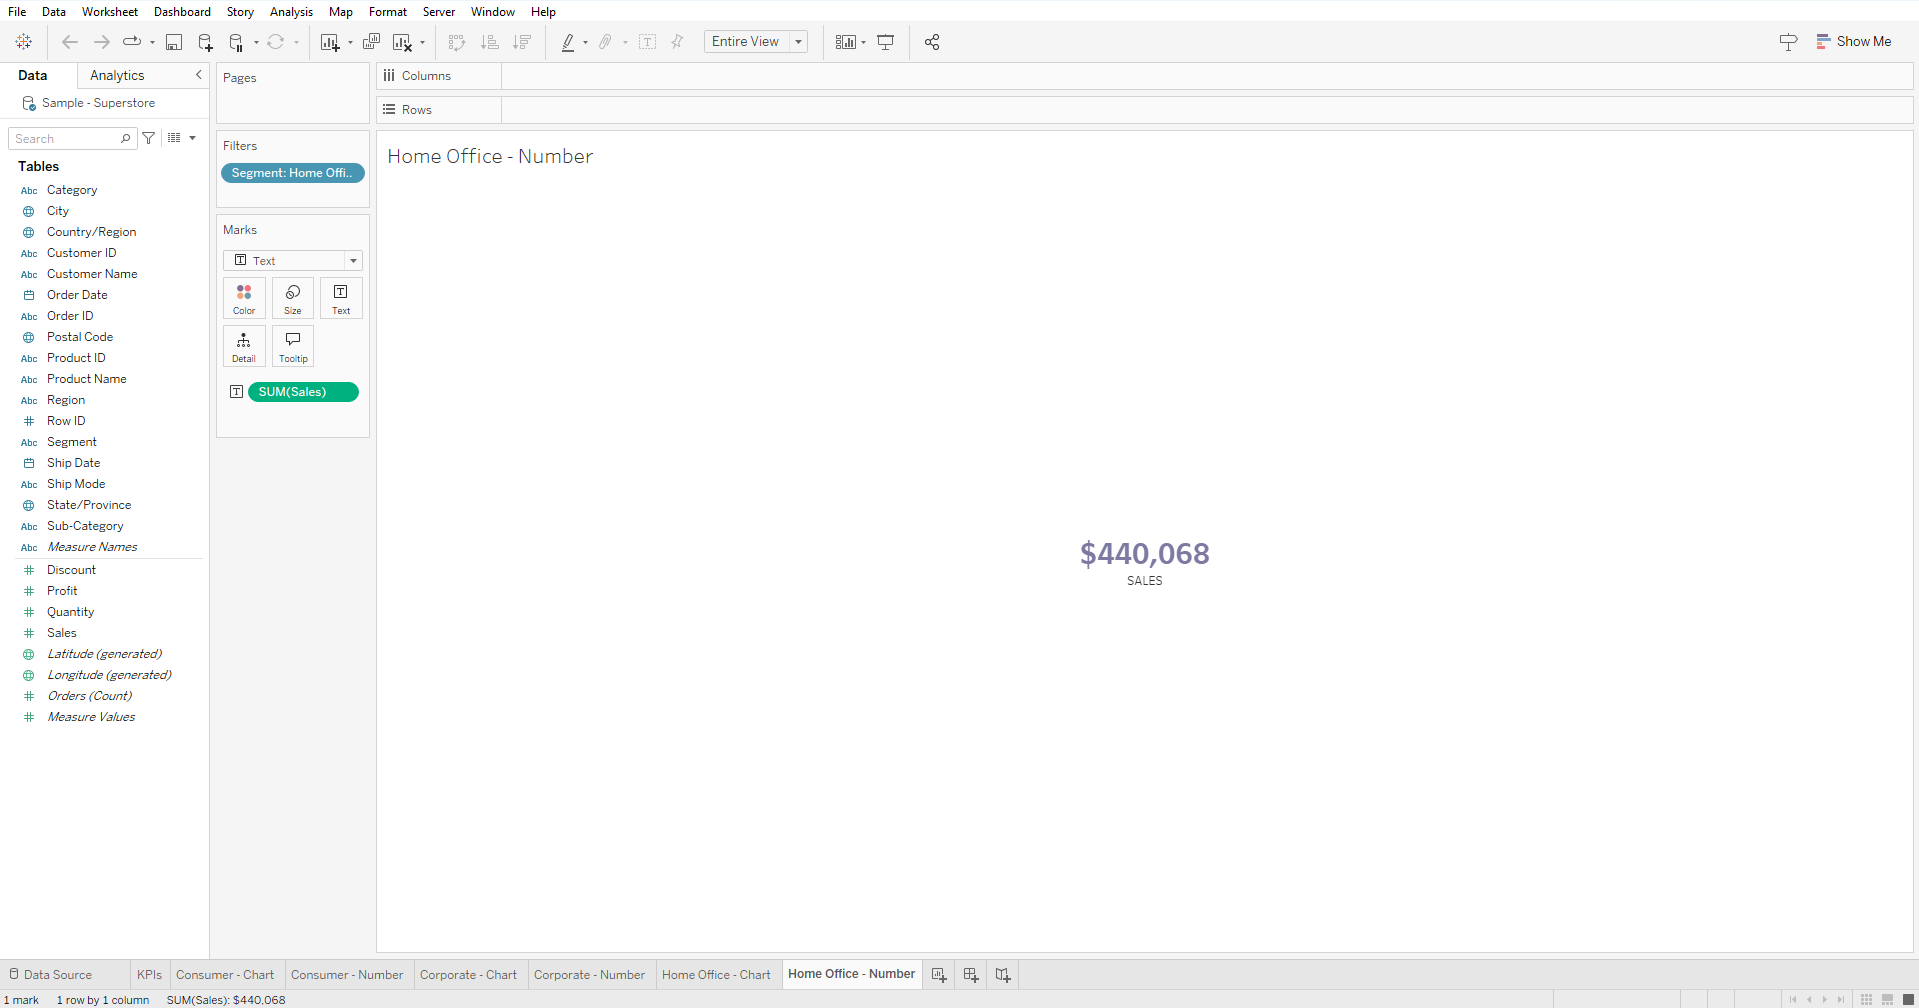 File Data Worksheet Dashboard Story Analysis Map Format Server Window Help
Entire View
Show Me
Data Analytics
Sample - Superstore
Search
Tables
Abc Category
City
Country/Region
Abc Customer ID
Abc Customer Name
Order Date
Abc Order ID
Postal Code
Abc Product ID
Abc Product Name
Abc Region
Row ID
Abc Segment
Ship Date
Abc Ship Mode
State/Province
Abc Sub-Category
Abc Measure Names
Discount
Profit
Quantity
Sales
Latitude (generated)
Longitude (generated)
Orders (Count)
Measure Values
Pages
Filters
Segment: Home Offi..
Marks
T Text
Color Size Text
Detail Tooltip
T SUM(Sales)
Columns
Rows
Home Office - Number
$440,068
SALES
Data Source KPIs Consumer - Chart Consumer - Number Corporate - Chart Corporate - Number Home Office - Chart Home Office - Number
1 mark 1 row by 1 column SUM(Sales): $440,068